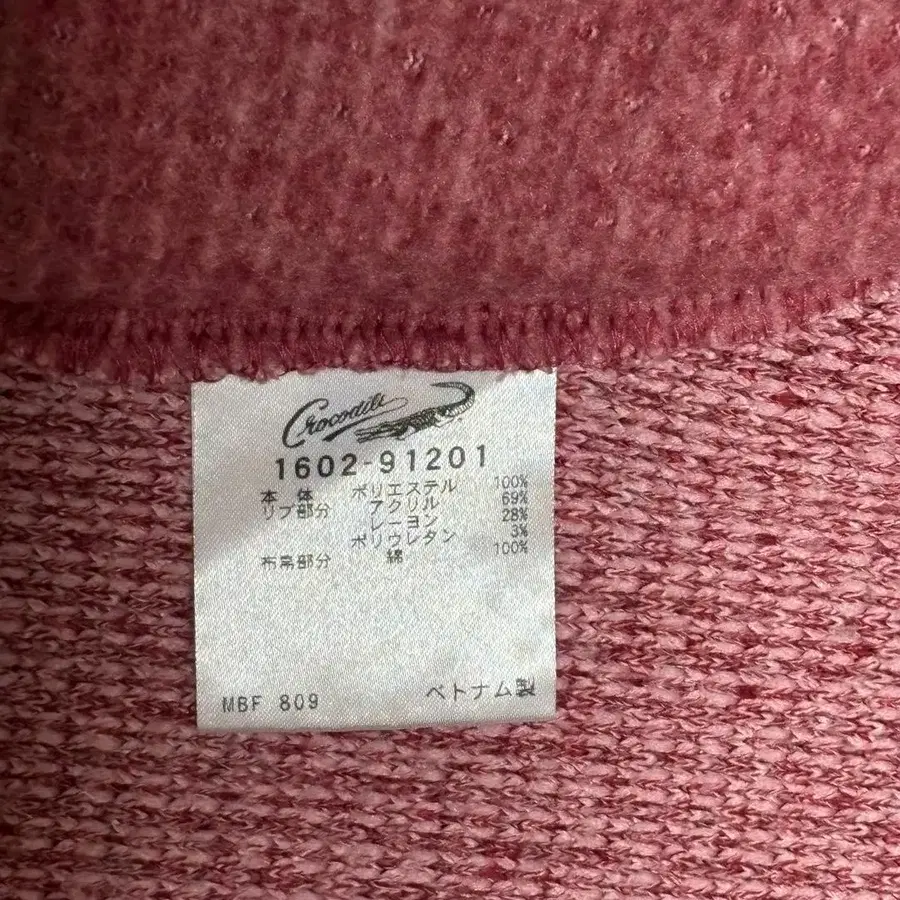 Crocodile
1602-91201
本体 ポリエステル 100%
リブ部分 アクリル 69%
レーヨン 28%
ポリウレタン 3%
布帛部分 綿 100%
MBF 809 ベトナム製